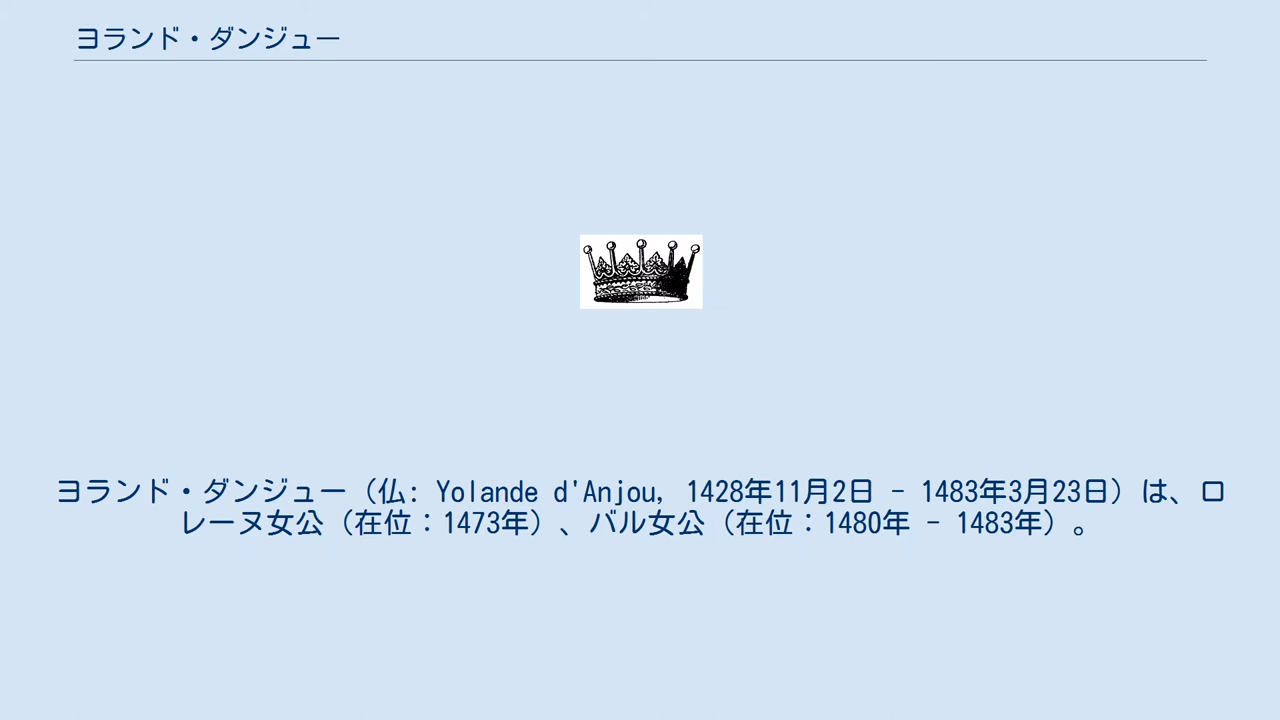 ヨランド・ダンジュー
ヨランド・ダンジュー（仏: Yolande d'Anjou, 1428年11月2日 - 1483年3月23日）は、ロ
レーヌ女公（在位：1473年）、バル女公（在位：1480年 - 1483年）。